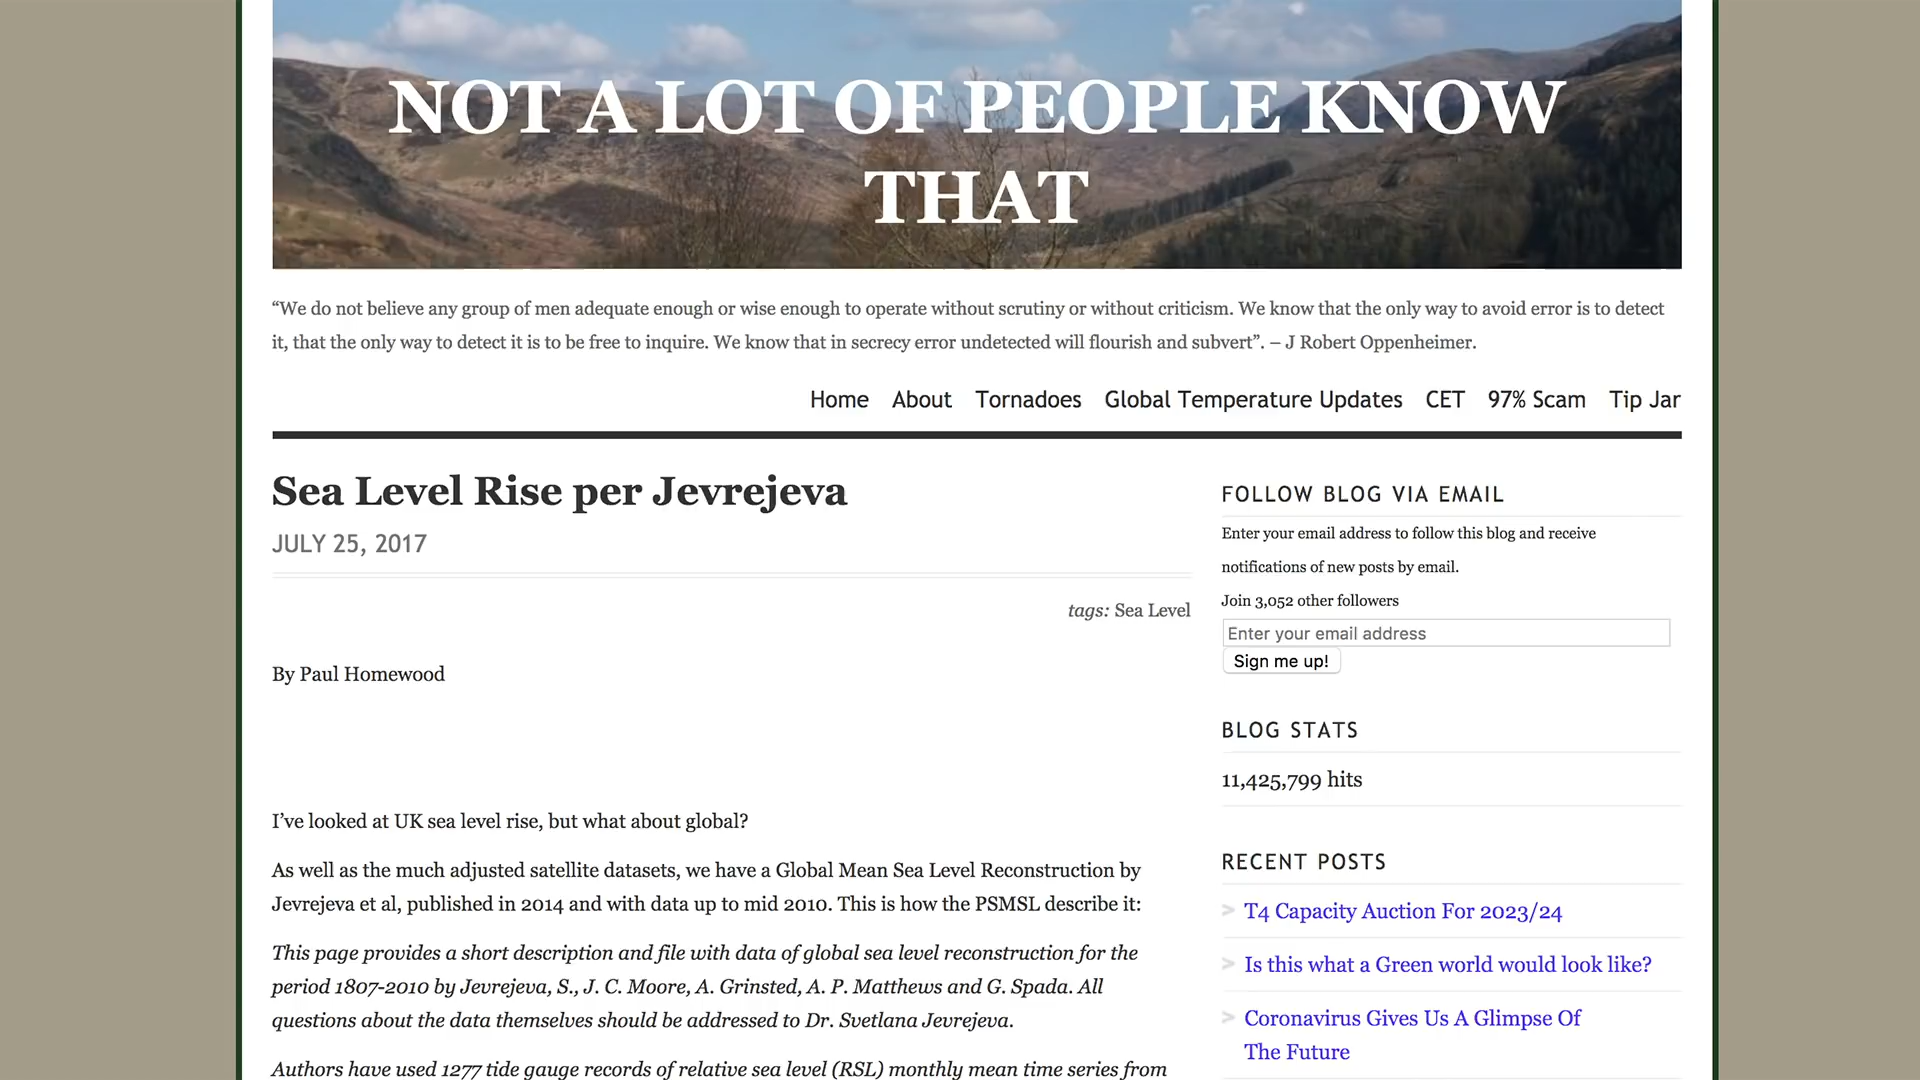 NOT A LOT OF PEOPLE KNOW
THAT
“We do not believe any group of men adequate enough or wise enough to operate without scrutiny or without criticism. We know that the only way to avoid error is to detect
it, that the only way to detect it is to be free to inquire. We know that in secrecy error undetected will flourish and subvert”. – J Robert Oppenheimer.
Home About Tornadoes Global Temperature Updates CET 97% Scam Tip Jar
Sea Level Rise per Jevrejeva
JULY 25, 2017
tags: Sea Level
By Paul Homewood
I’ve looked at UK sea level rise, but what about global?
As well as the much adjusted satellite datasets, we have a Global Mean Sea Level Reconstruction by
Jevrejeva et al, published in 2014 and with data up to mid 2010. This is how the PSMSL describe it:
This page provides a short description and file with data of global sea level reconstruction for the
period 1807-2010 by Jevrejeva, S., J. C. Moore, A. Grinsted, A. P. Matthews and G. Spada. All
questions about the data themselves should be addressed to Dr. Svetlana Jevrejeva.
Authors have used 1277 tide gauge records of relative sea level (RSL) monthly mean time series from
FOLLOW BLOG VIA EMAIL
Enter your email address to follow this blog and receive
notifications of new posts by email.
Join 3,052 other followers
Enter your email address
Sign me up!
BLOG STATS
11,425,799 hits
RECENT POSTS
> T4 Capacity Auction For 2023/24
> Is this what a Green world would look like?
> Coronavirus Gives Us A Glimpse Of
The Future